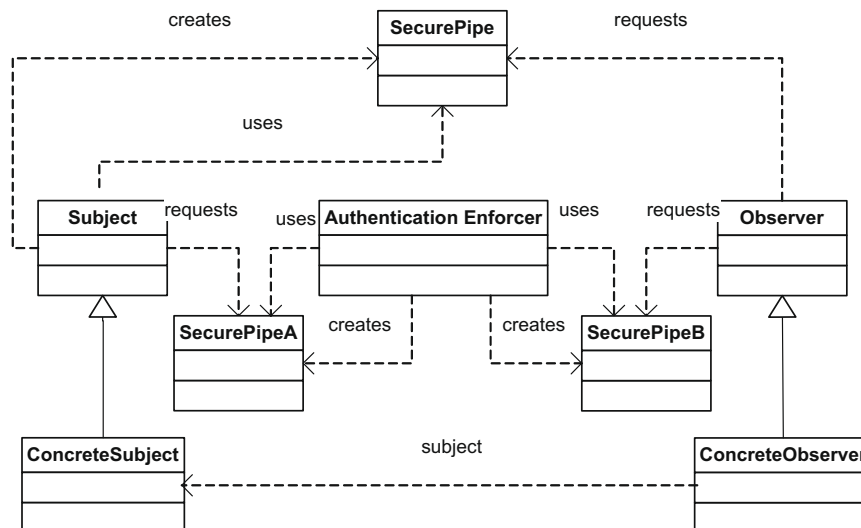 creates
SecurePipe
requests
uses
Subject
requests
uses
Authentication Enforcer
uses
requests
Observer
SecurePipeA
creates
creates
SecurePipeB
ConcreteSubject
subject
ConcreteObserver